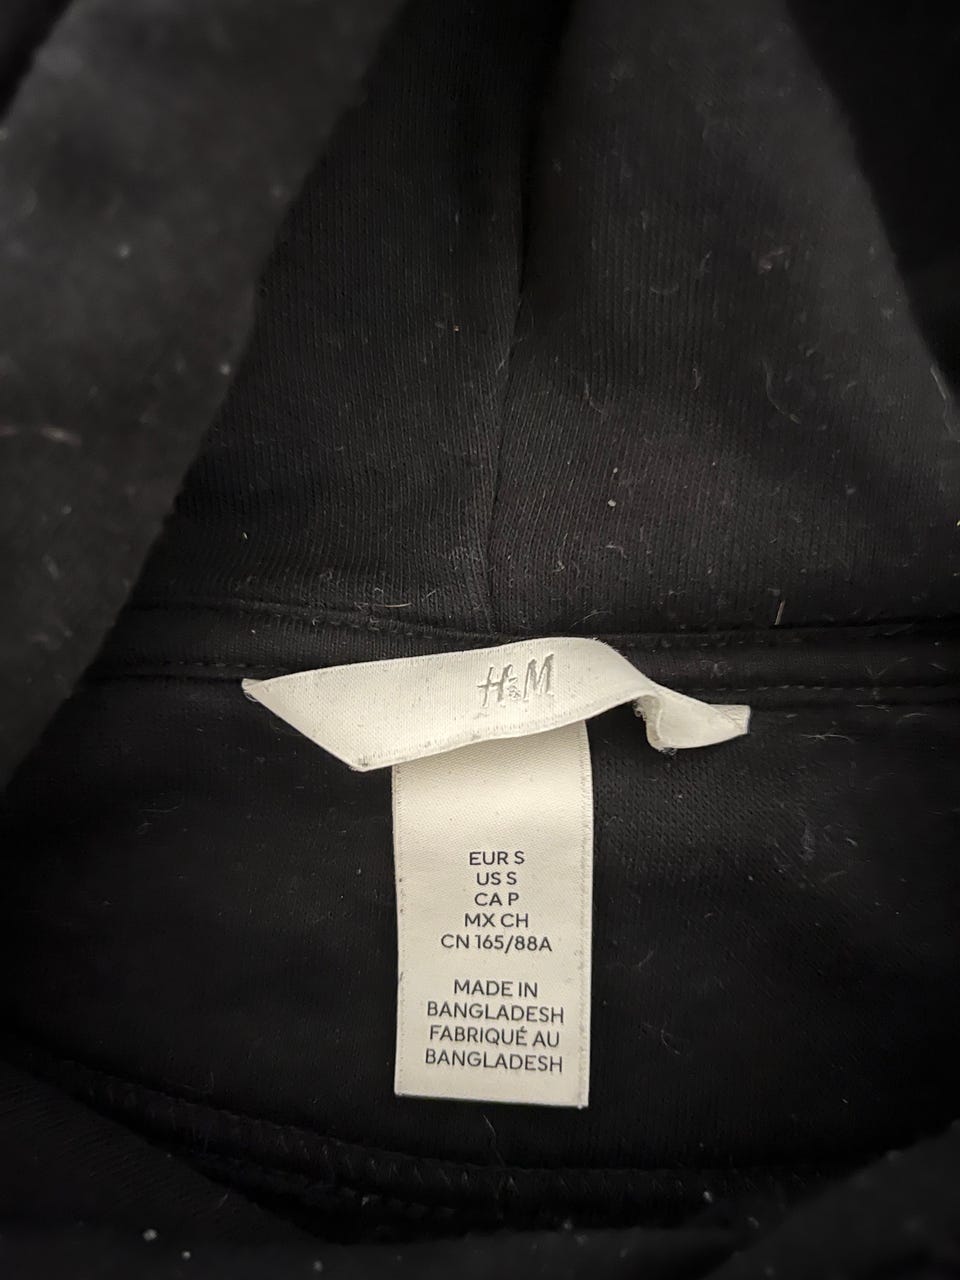 H&M
EUR S
US S
CA P
MX CH
CN 165/88A
MADE IN
BANGLADESH
FABRIQUÉ AU
BANGLADESH